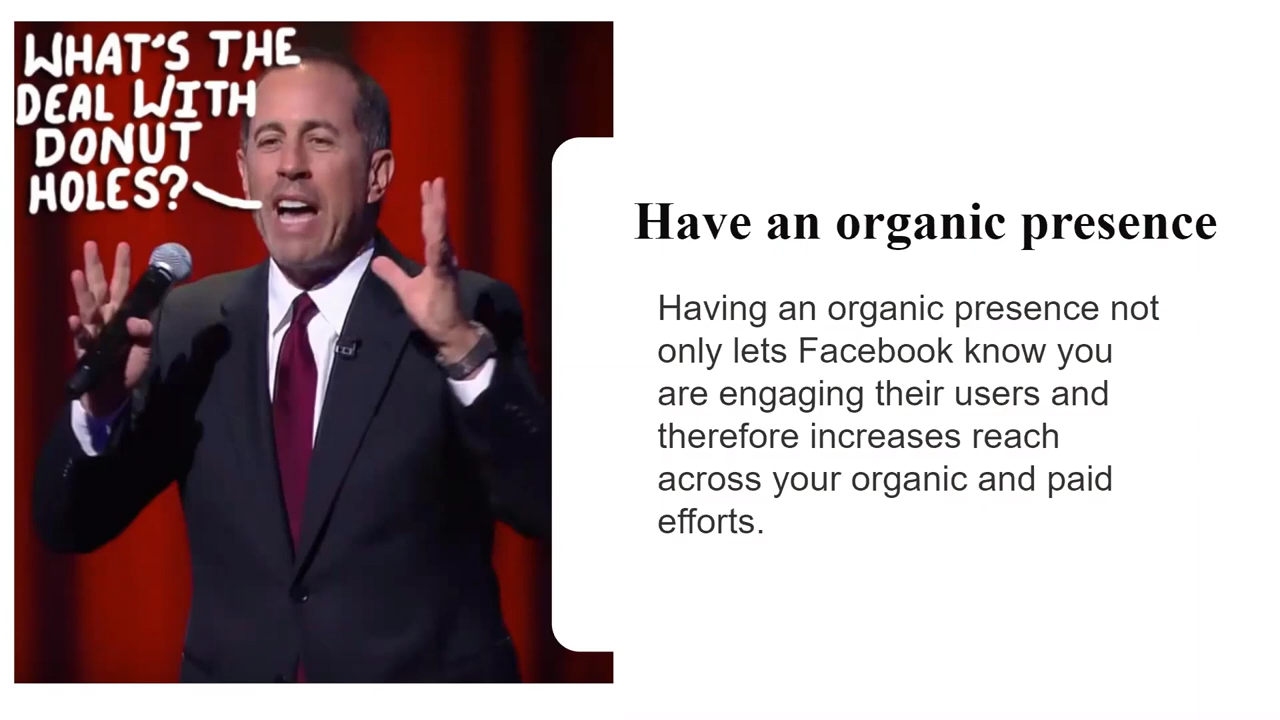 WHAT'S THE
DEAL WITH
DONUT
HOLES?
Have an organic presence
Having an organic presence not
only lets Facebook know you
are engaging their users and
therefore increases reach
across your organic and paid
efforts.